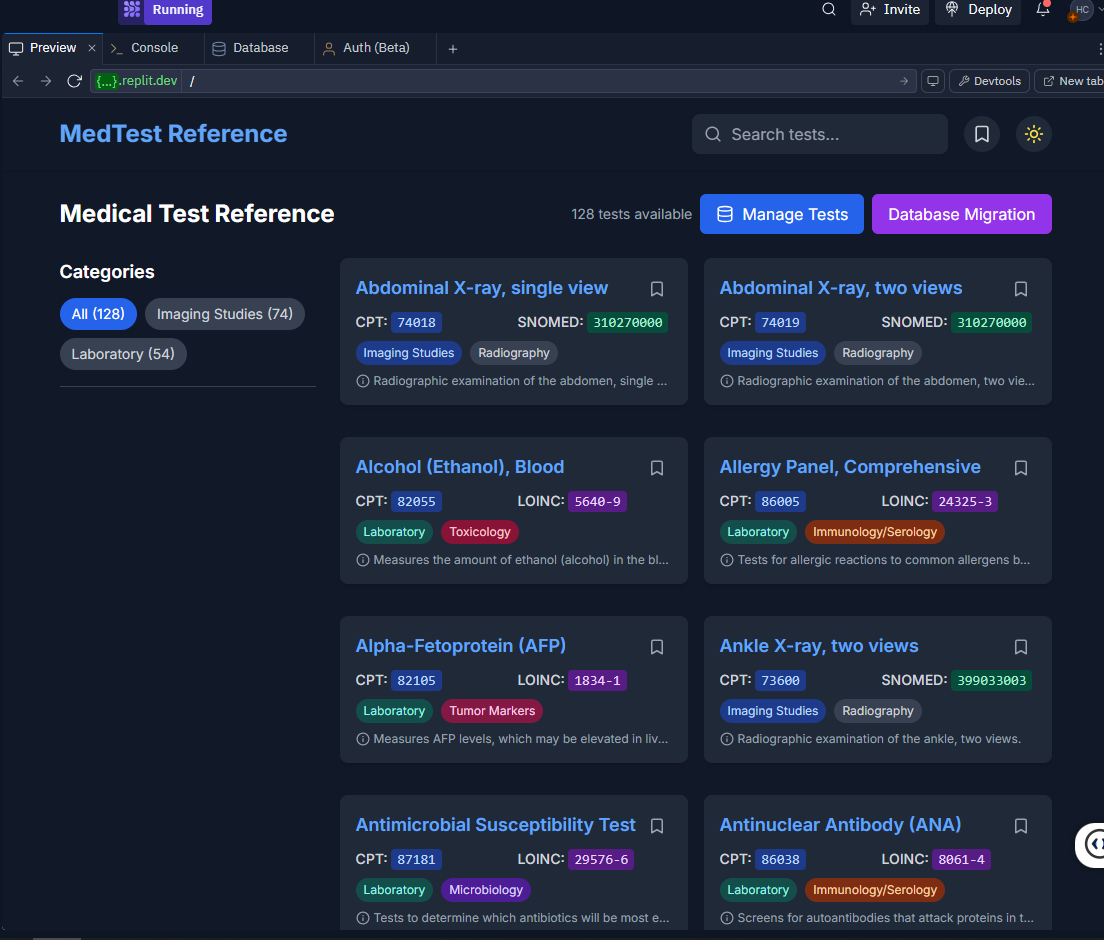 Running
Invite
Deploy
HC
Preview
Console
Database
Auth (Beta)
{...}.replit.dev /
Devtools
New tab
MedTest Reference
Search tests...
Medical Test Reference
128 tests available
Manage Tests
Database Migration
Categories
All (128)
Imaging Studies (74)
Laboratory (54)
Abdominal X-ray, single view
CPT: 74018 SNOMED: 310270000
Imaging Studies Radiography
Radiographic examination of the abdomen, single ...
Abdominal X-ray, two views
CPT: 74019 SNOMED: 310270000
Imaging Studies Radiography
Radiographic examination of the abdomen, two vie...
Alcohol (Ethanol), Blood
CPT: 82055 LOINC: 5640-9
Laboratory Toxicology
Measures the amount of ethanol (alcohol) in the bl...
Allergy Panel, Comprehensive
CPT: 86005 LOINC: 24325-3
Laboratory Immunology/Serology
Tests for allergic reactions to common allergens b...
Alpha-Fetoprotein (AFP)
CPT: 82105 LOINC: 1834-1
Laboratory Tumor Markers
Measures AFP levels, which may be elevated in liv...
Ankle X-ray, two views
CPT: 73600 SNOMED: 399033003
Imaging Studies Radiography
Radiographic examination of the ankle, two views.
Antimicrobial Susceptibility Test
CPT: 87181 LOINC: 29576-6
Laboratory Microbiology
Tests to determine which antibiotics will be most e...
Antinuclear Antibody (ANA)
CPT: 86038 LOINC: 8061-4
Laboratory Immunology/Serology
Screens for autoantibodies that attack proteins in t...